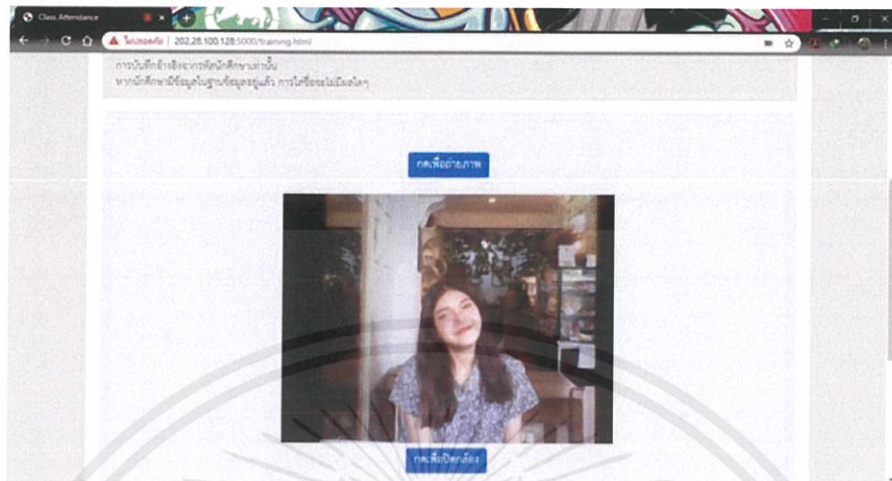 Class Attendance
ไม่ปลอดภัย | 202.28.100.128:5000/training.html
การบันทึกอ้างอิงจากรหัสนักศึกษาเท่านั้น
หากนักศึกษามีข้อมูลในฐานข้อมูลอยู่แล้ว การใส่ชื่อจะไม่มีผลใดๆ
กดเพื่อถ่ายภาพ
กดเพื่อปิดกล้อง